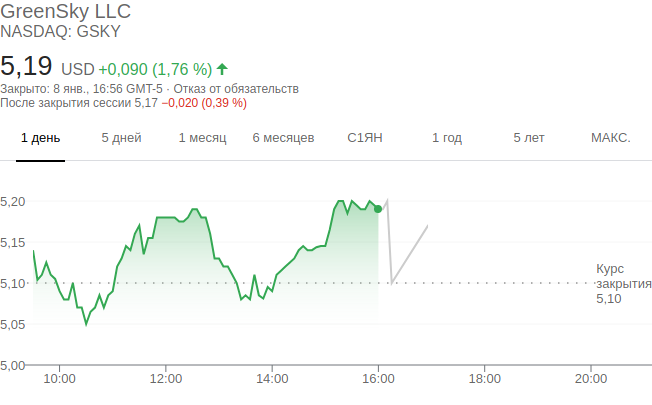 GreenSky LLC
NASDAQ: GSKY
5,19 USD +0,090 (1,76 %)
Закрыто: 8 янв., 16:56 GMT-5 · Отказ от обязательств
После закрытия сессии 5,17 −0,020 (0,39 %)
1 день 5 дней 1 месяц 6 месяцев С1ЯН 1 год 5 лет МАКС.
5,20
5,15
5,10
5,05
5,00
Курс
закрытия
5,10
10:00 12:00 14:00 16:00 18:00 20:00